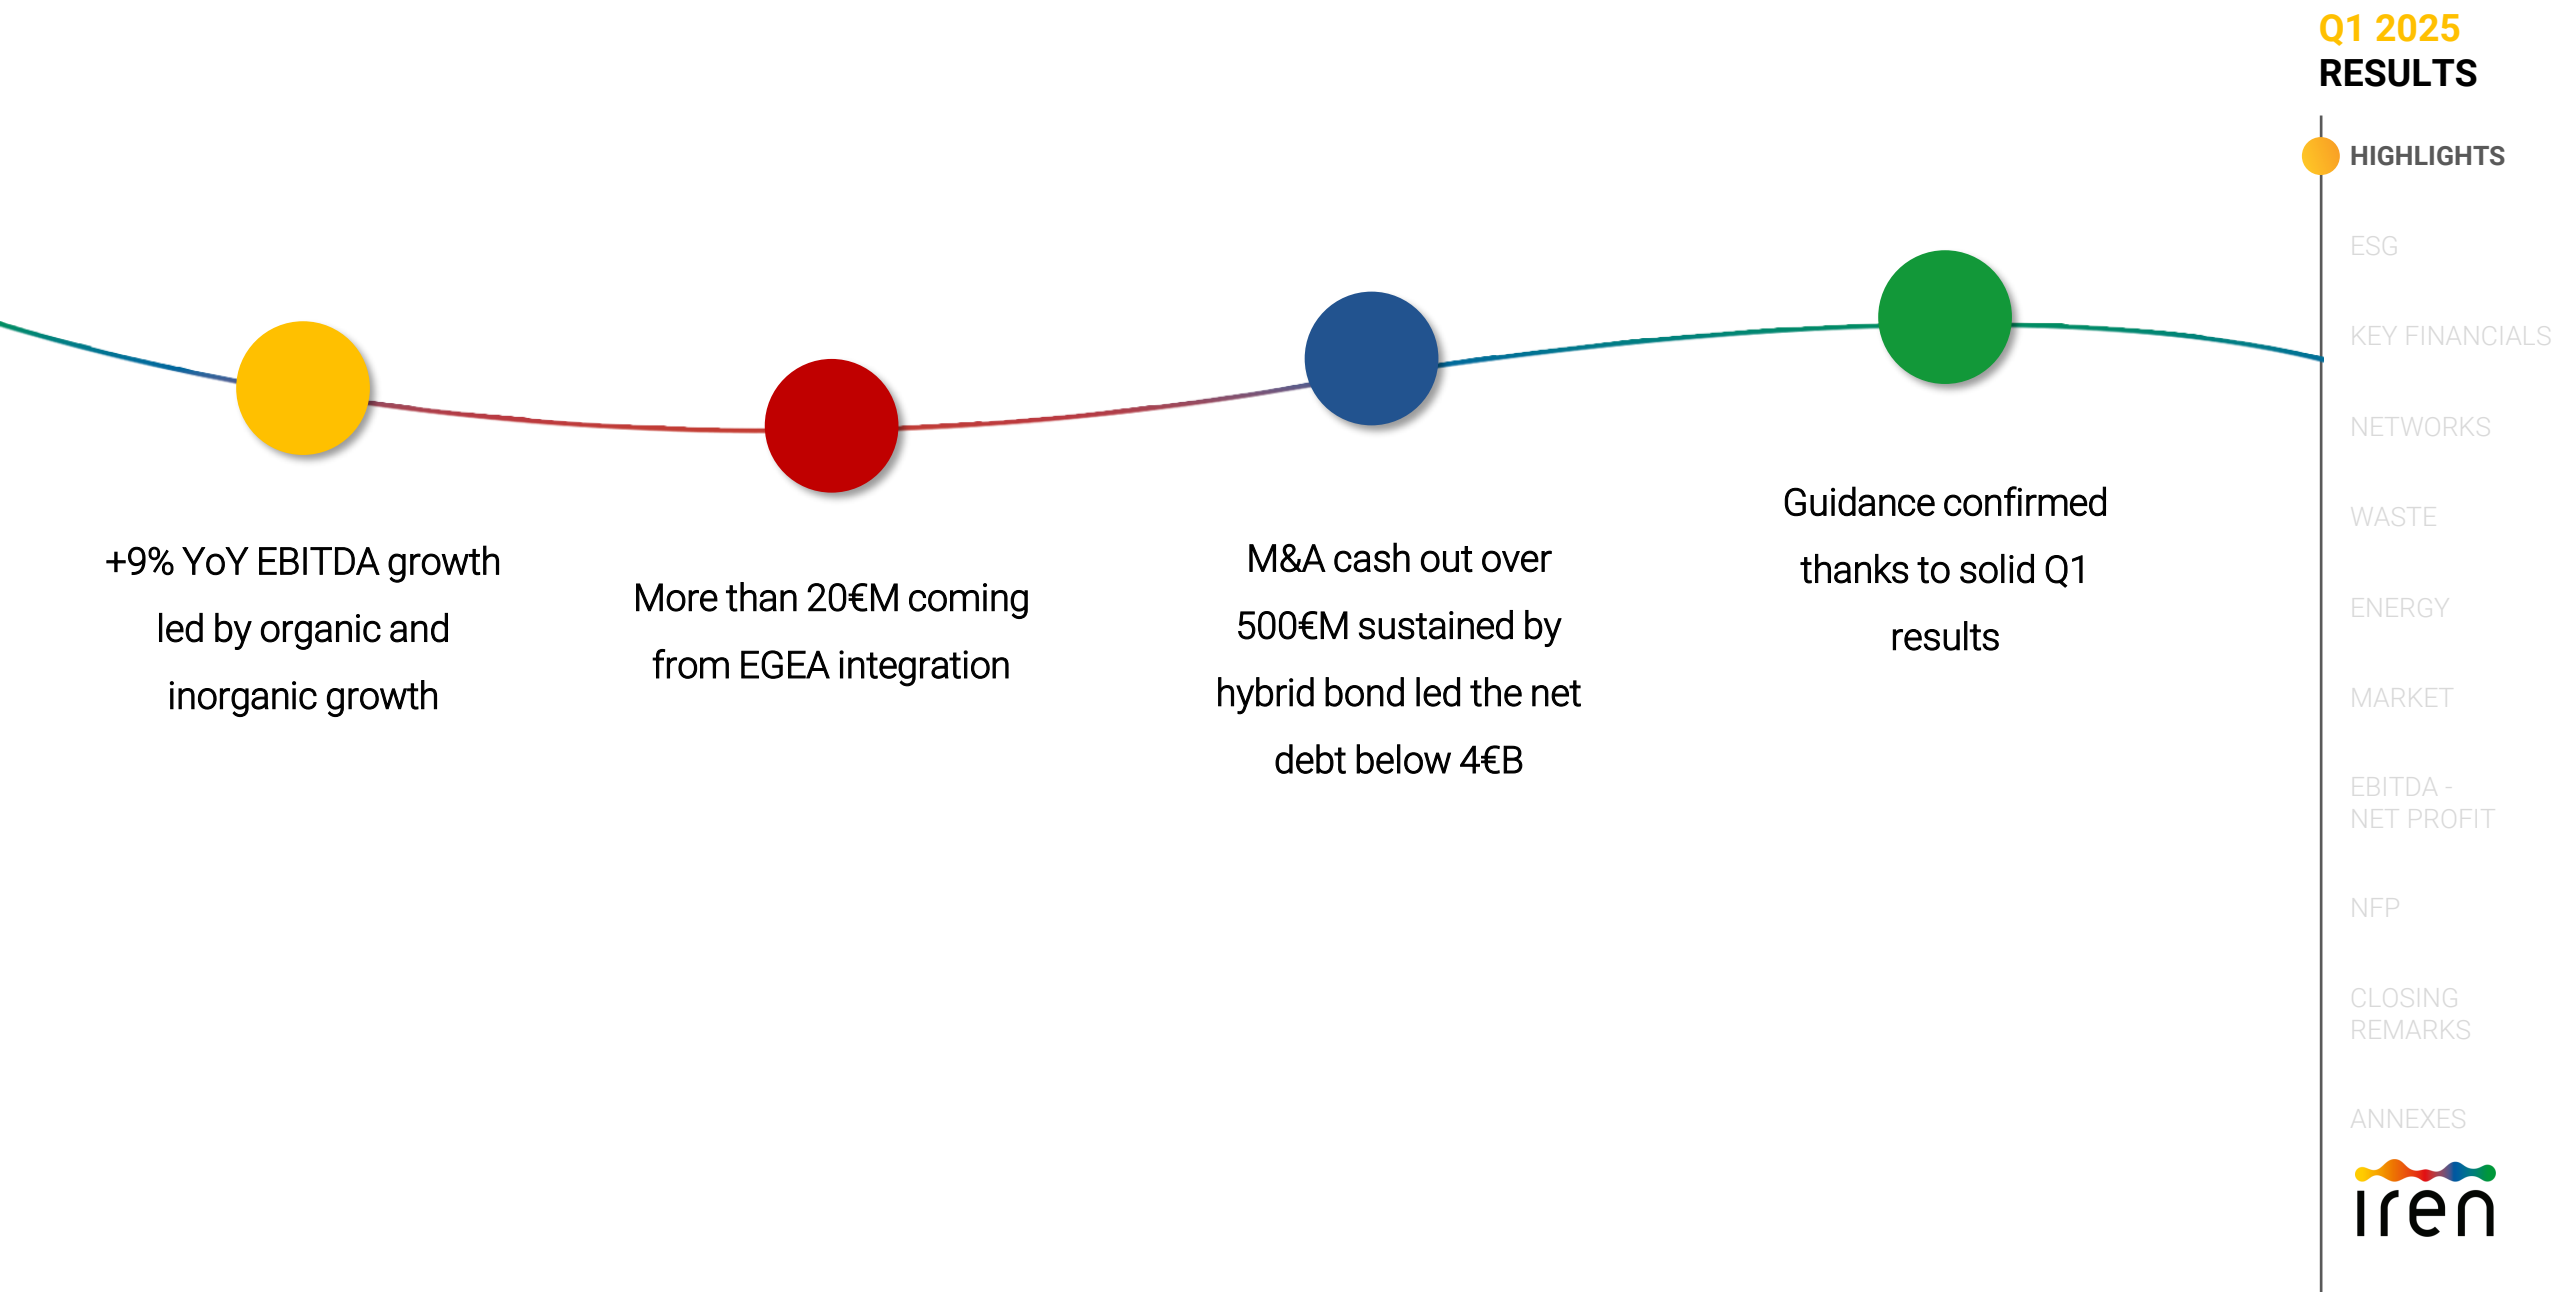 +9% YoY EBITDA growth
led by organic and
inorganic growth
More than 20€M coming
from EGEA integration
M&A cash out over
500€M sustained by
hybrid bond led the net
debt below 4€B
Guidance confirmed
thanks to solid Q1
results
Q1 2025
RESULTS
HIGHLIGHTS
ESG
KEY FINANCIALS
NETWORKS
WASTE
ENERGY
MARKET
EBITDA -
NET PROFIT
NFP
CLOSING
REMARKS
ANNEXES
iren